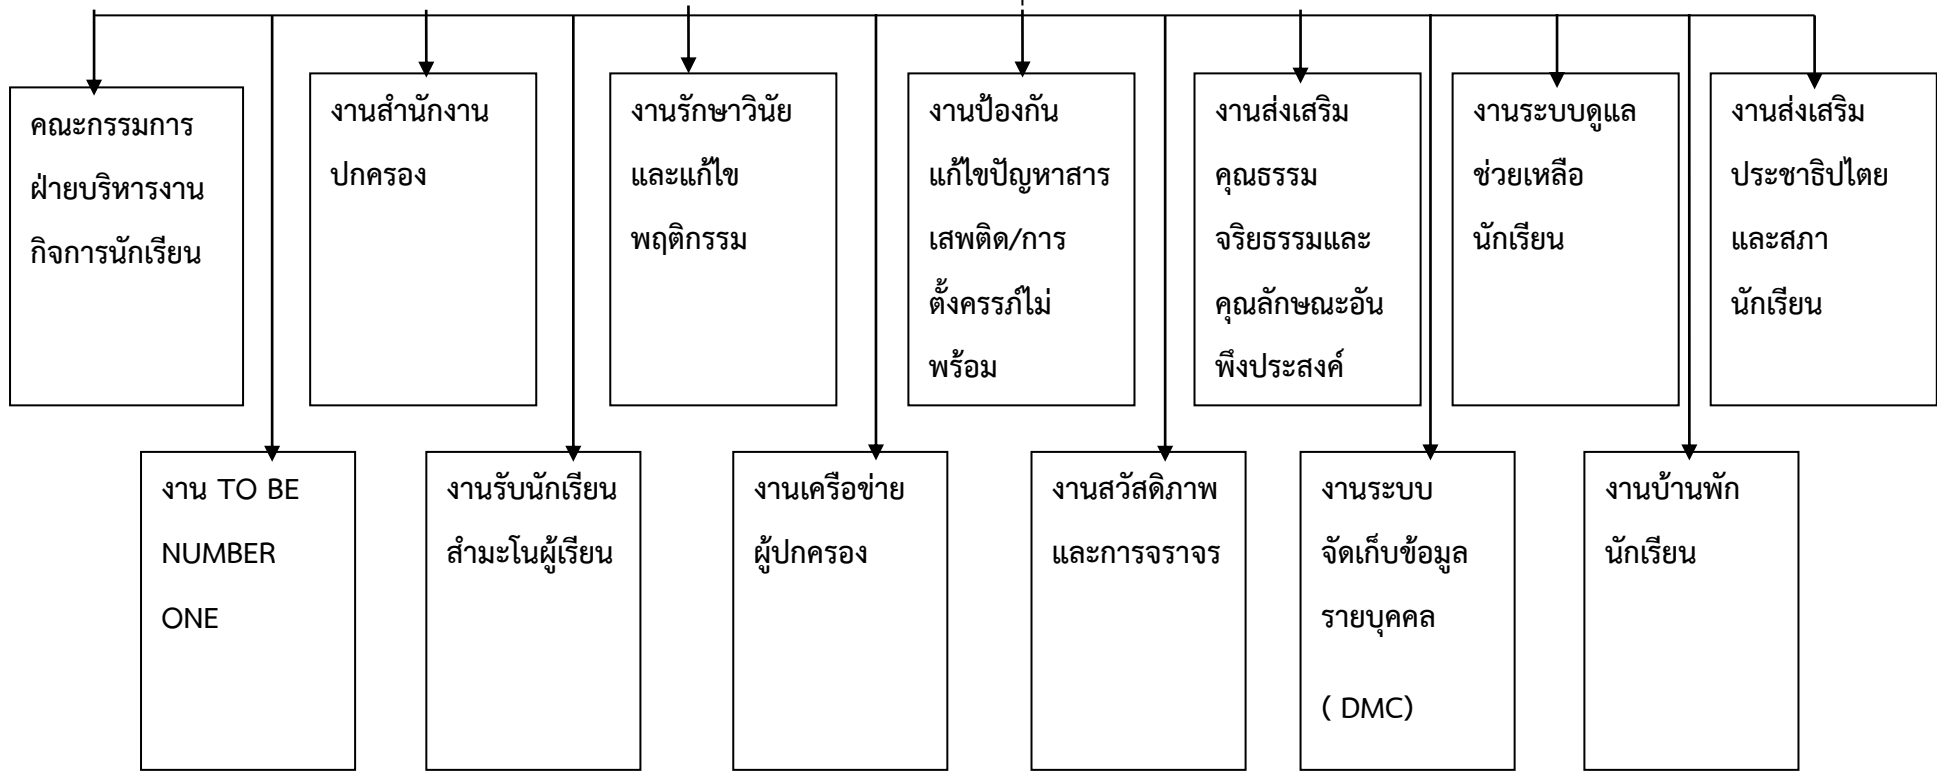 คณะกรรมการ
ฝ่ายบริหารงาน
กิจการนักเรียน
งานสำนักงาน
ปกครอง
งานรักษาวินัย
และแก้ไข
พฤติกรรม
งานป้องกัน
แก้ไขปัญหาสาร
เสพติด/การ
ตั้งครรภ์ไม่
พร้อม
งานส่งเสริม
คุณธรรม
จริยธรรมและ
คุณลักษณะอัน
พึงประสงค์
งานระบบดูแล
ช่วยเหลือ
นักเรียน
งานส่งเสริม
ประชาธิปไตย
และสภา
นักเรียน
งาน TO BE
NUMBER
ONE
งานรับนักเรียน
สำมะโนผู้เรียน
งานเครือข่าย
ผู้ปกครอง
งานสวัสดิภาพ
และการจราจร
งานระบบ
จัดเก็บข้อมูล
รายบุคคล
( DMC)
งานบ้านพัก
นักเรียน